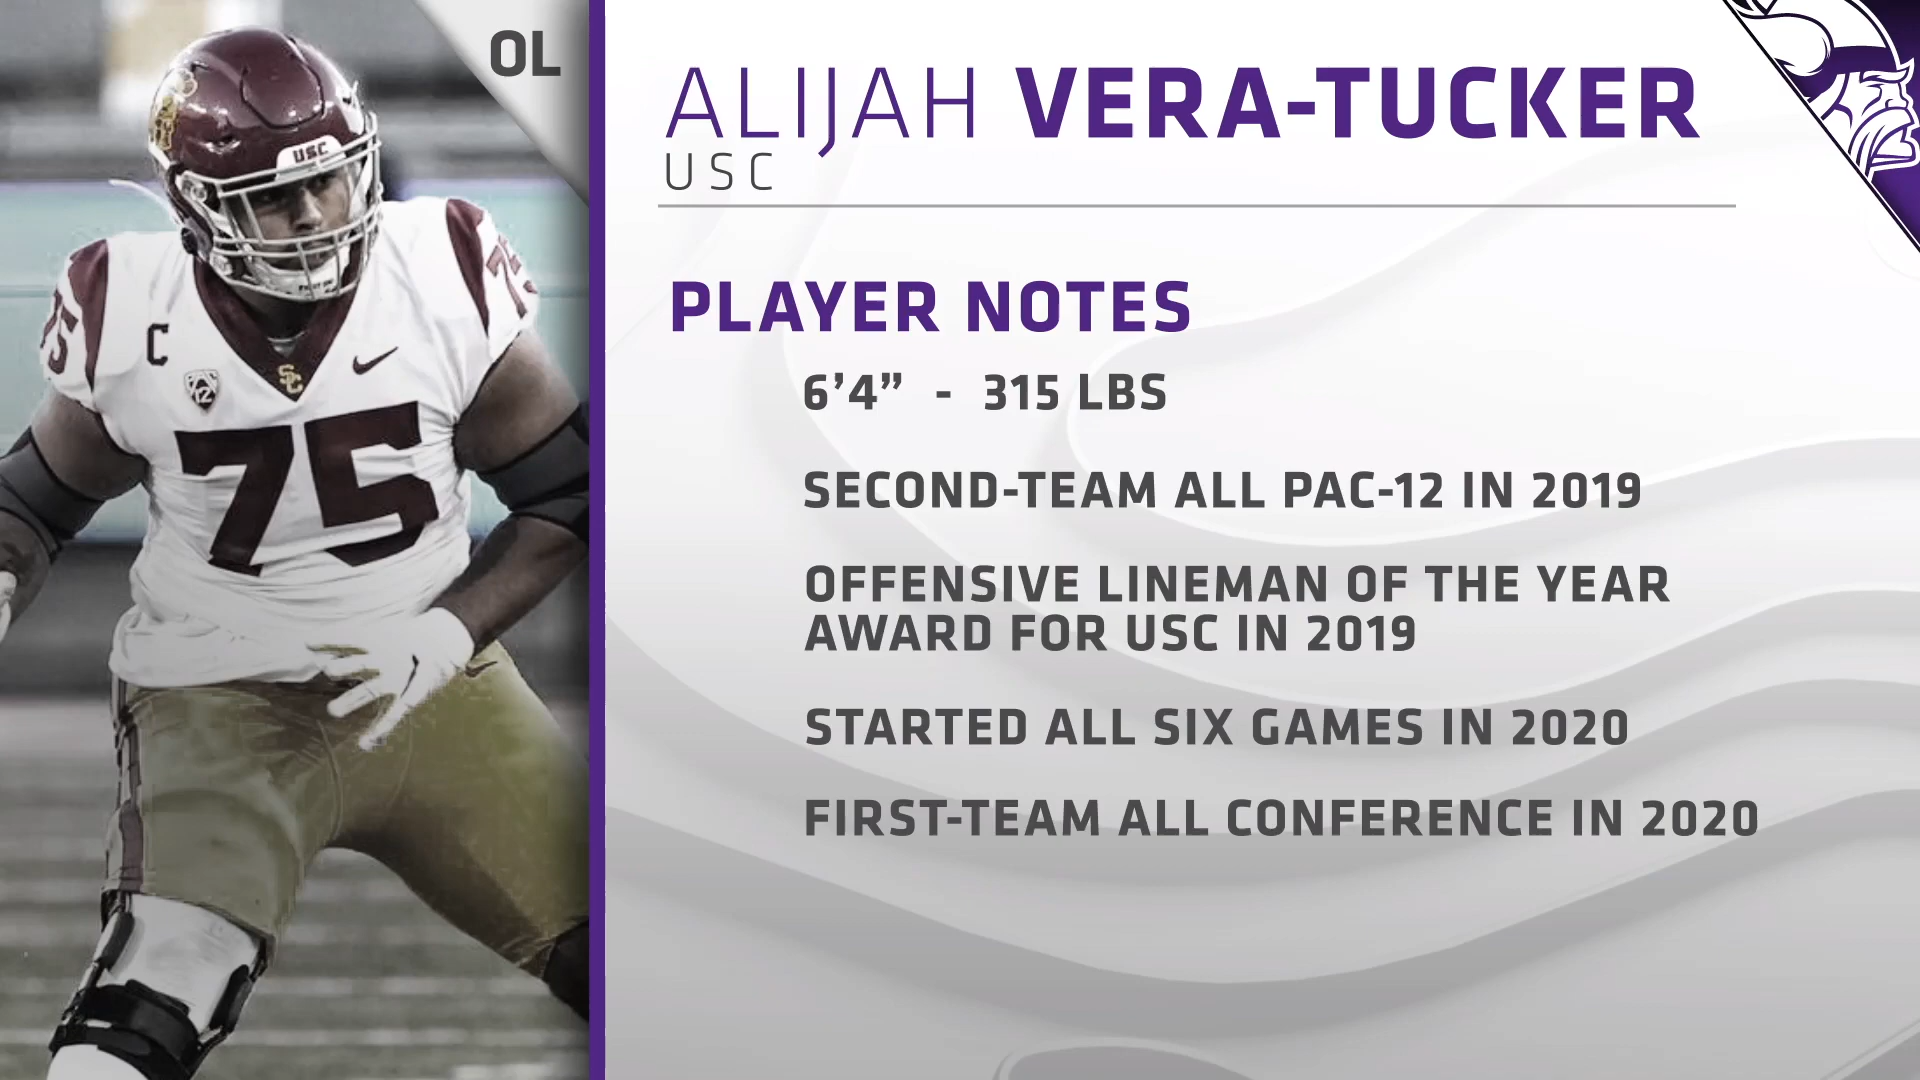 OL
ALIJAH VERA-TUCKER
USC
PLAYER NOTES
6’4” - 315 LBS
SECOND-TEAM ALL PAC-12 IN 2019
OFFENSIVE LINEMAN OF THE YEAR
AWARD FOR USC IN 2019
STARTED ALL SIX GAMES IN 2020
FIRST-TEAM ALL CONFERENCE IN 2020
USC
75
75
C
12
SC
75